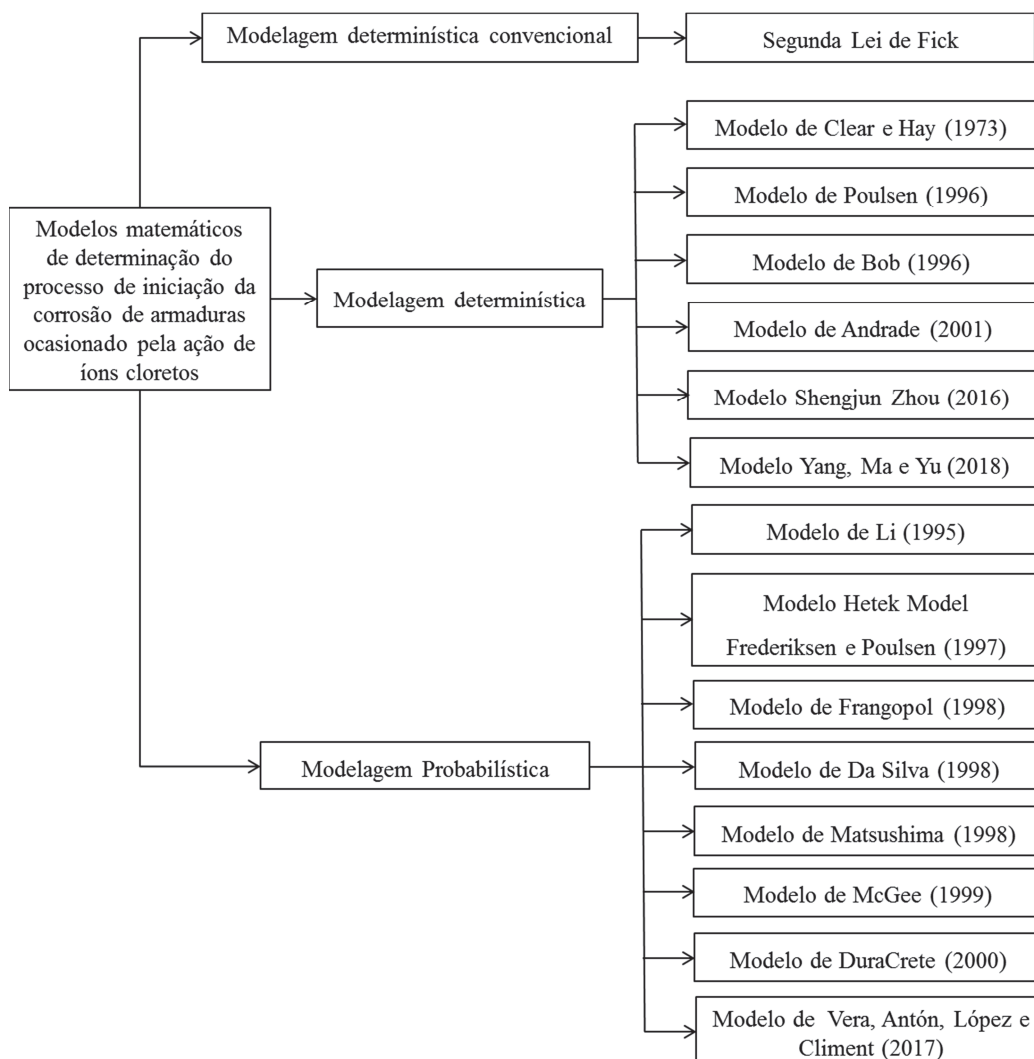 Modelagem determinística convencional
Segunda Lei de Fick
Modelos matemáticos
de determinação do
processo de iniciação da
corrosão de armaduras
ocasionado pela ação de
íons cloretos
Modelagem determinística
Modelo de Clear e Hay (1973)
Modelo de Poulsen (1996)
Modelo de Bob (1996)
Modelo de Andrade (2001)
Modelo Shengjun Zhou (2016)
Modelo Yang, Ma e Yu (2018)
Modelagem Probabilística
Modelo de Li (1995)
Modelo Hetek Model
Frederiksen e Poulsen (1997)
Modelo de Frangopol (1998)
Modelo de Da Silva (1998)
Modelo de Matsushima (1998)
Modelo de McGee (1999)
Modelo de DuraCrete (2000)
Modelo de Vera, Antón, López e
Climent (2017)